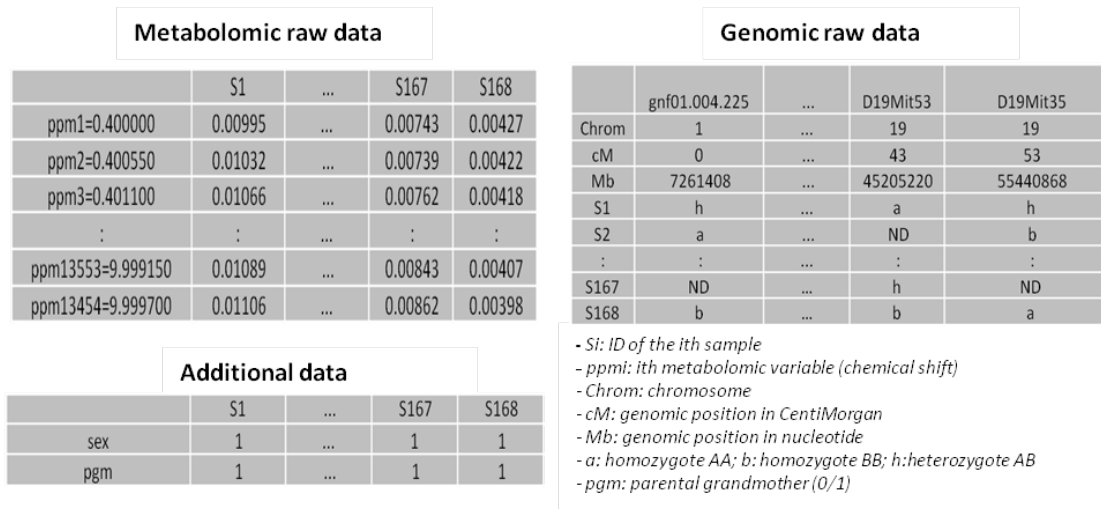 Metabolomic raw data
S1 ... S167 S168
ppm1=0.400000 0.00995 ... 0.00743 0.00427
ppm2=0.400550 0.01032 ... 0.00739 0.00422
ppm3=0.401100 0.01066 ... 0.00762 0.00418
: : ... : :
ppm13553=9.999150 0.01089 ... 0.00843 0.00407
ppm13454=9.999700 0.01106 ... 0.00862 0.00398
Additional data
S1 ... S167 S168
sex 1 ... 1 1
pgm 1 ... 1 1
Genomic raw data
gnf01.004.225 ... D19Mit53 D19Mit35
Chrom 1 ... 19 19
cM 0 ... 43 53
Mb 7261408 ... 45205220 55440868
S1 h ... a h
S2 a ... ND b
: : ... : :
S167 ND ... h ND
S168 b ... b a
- Si: ID of the ith sample
- ppmi: ith metabolomic variable (chemical shift)
- Chrom: chromosome
- cM: genomic position in CentiMorgan
- Mb: genomic position in nucleotide
- a: homozygote AA; b: homozygote BB; h:heterozygote AB
- pgm: parental grandmother (0/1)